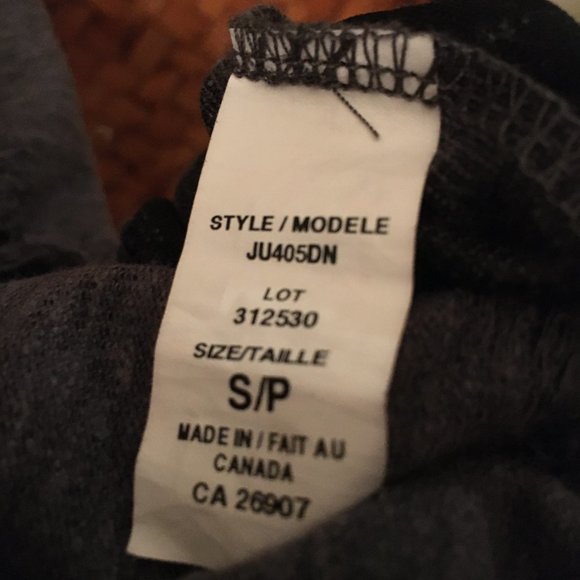 STYLE / MODELE
JU405DN
LOT
312530
SIZE/TAILLE
S/P
MADE IN / FAIT AU
CANADA
CA 26907